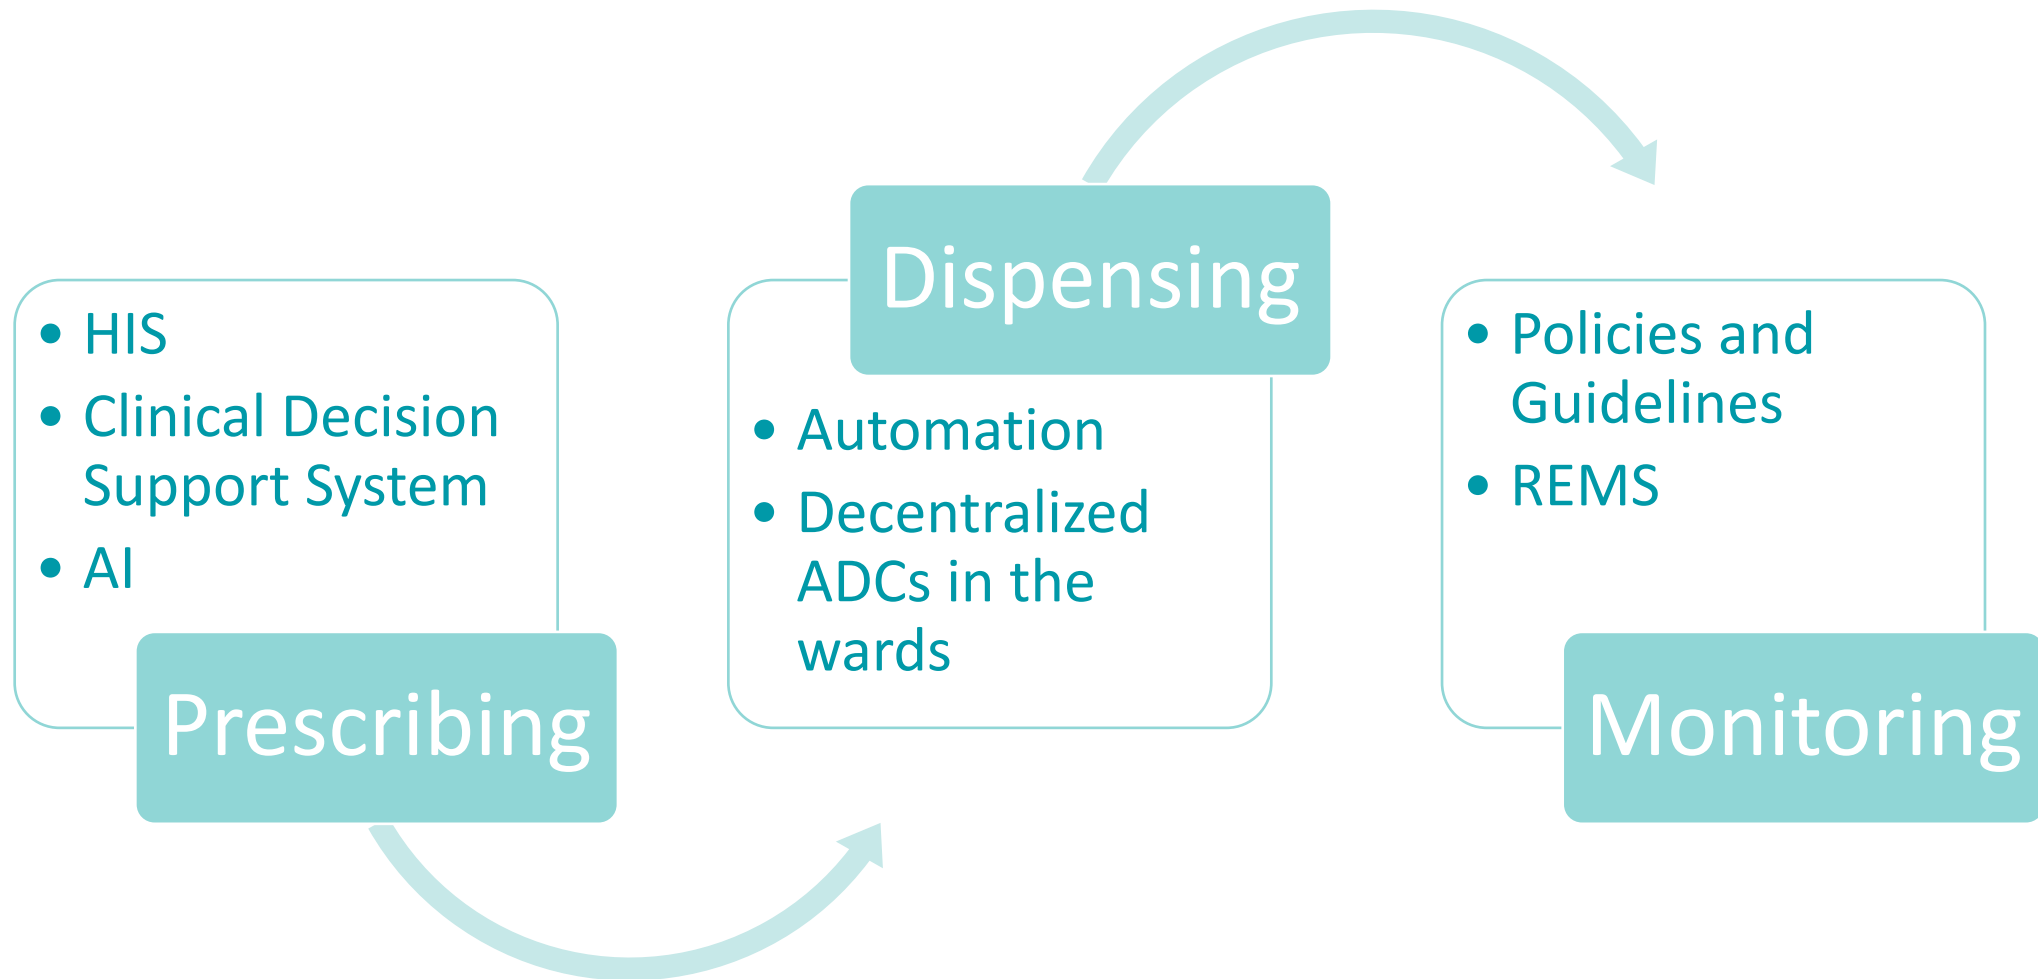 • HIS
• Clinical Decision
Support System
• AI
Prescribing
Dispensing
• Automation
• Decentralized
ADCs in the
wards
• Policies and
Guidelines
• REMS
Monitoring